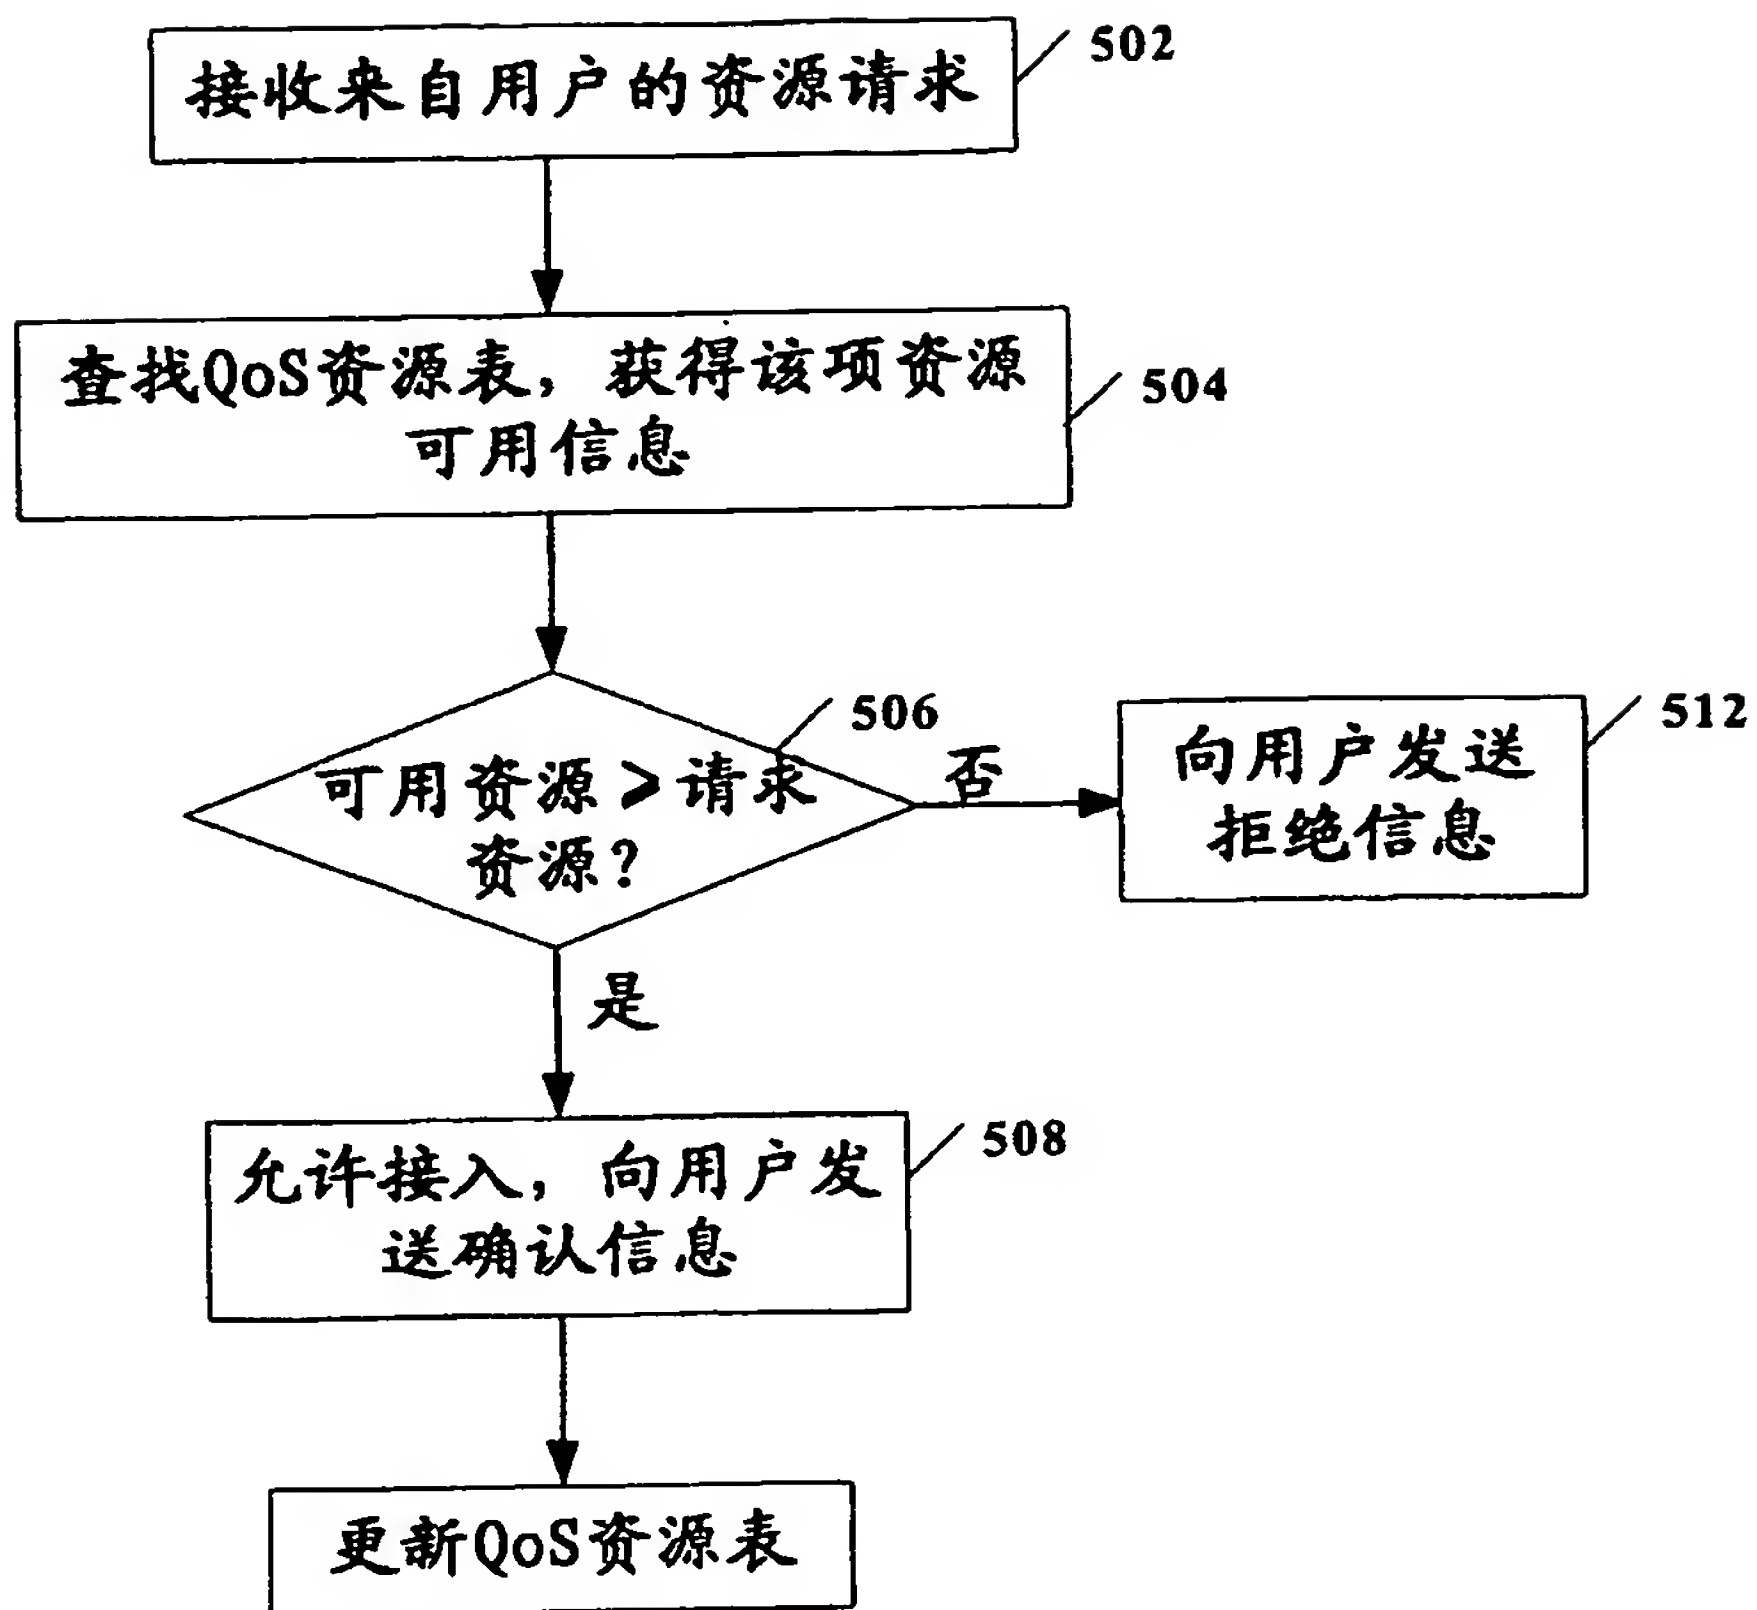 接收来自用户的资源请求
502
查找QoS资源表，获得该项资源
可用信息
504
506
可用资源≥请求
资源？
否
向用户发送
拒绝信息
512
是
允许接入，向用户发
送确认信息
508
更新QoS资源表